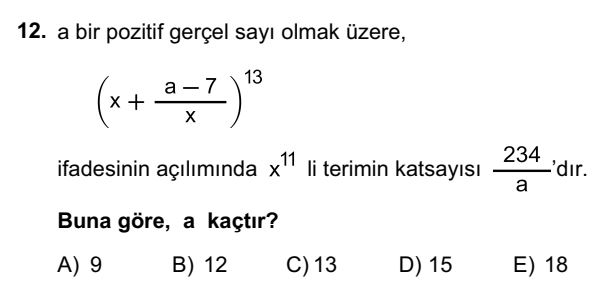 12. a bir pozitif gerçel sayı olmak üzere,
(x + (a – 7)/x)^13
ifadesinin açılımında x^11 li terimin katsayısı 234/a 'dır.
Buna göre, a kaçtır?
A) 9 B) 12 C) 13 D) 15 E) 18